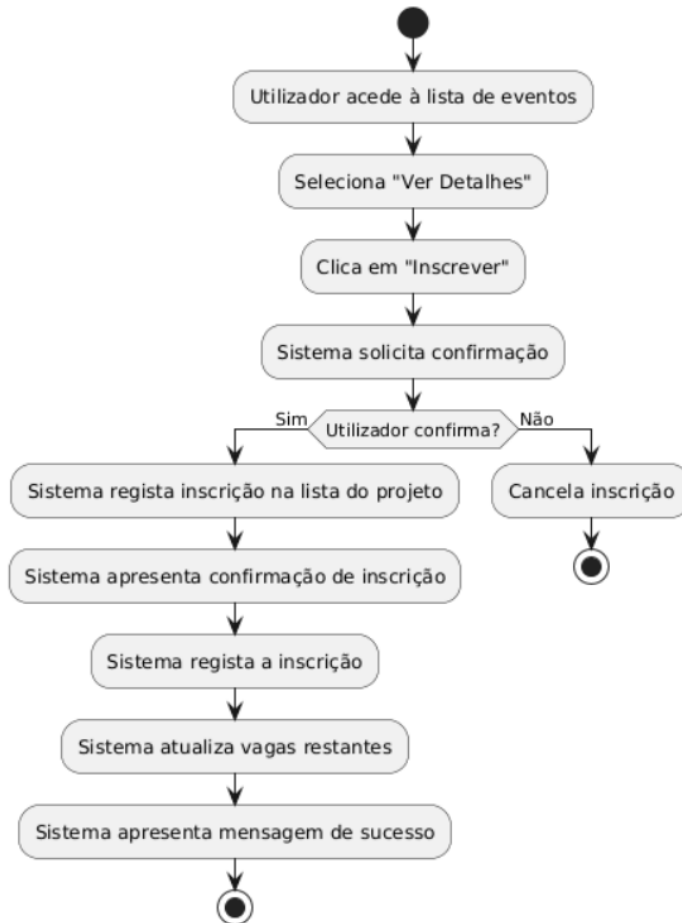 Utilizador acede à lista de eventos
Seleciona "Ver Detalhes"
Clica em "Inscrever"
Sistema solicita confirmação
Sim
Utilizador confirma?
Não
Sistema regista inscrição na lista do projeto
Cancela inscrição
Sistema apresenta confirmação de inscrição
Sistema regista a inscrição
Sistema atualiza vagas restantes
Sistema apresenta mensagem de sucesso